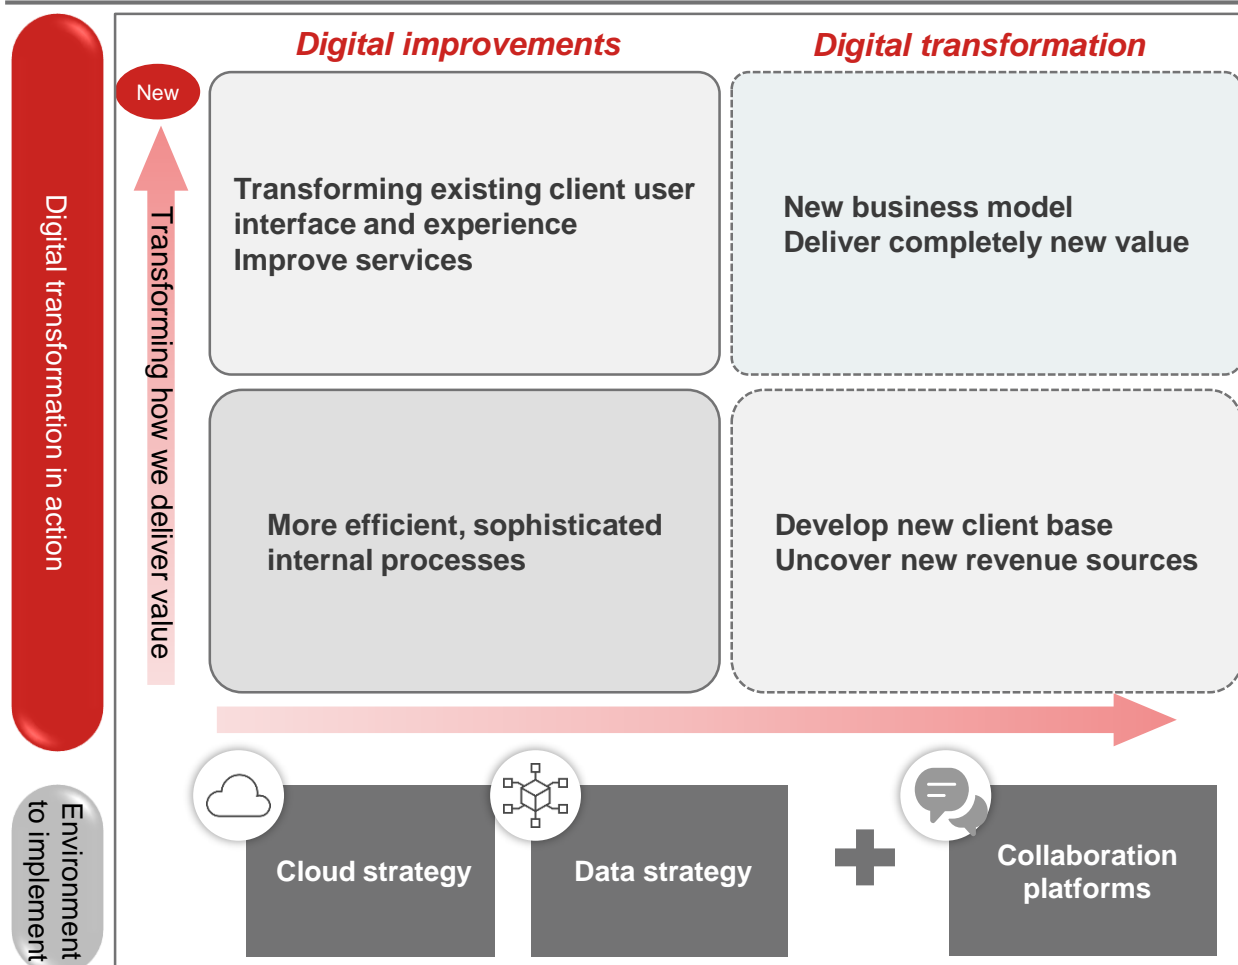 Digital improvements
Digital transformation
New
Digital transformation in action
Transforming how we deliver value
Transforming existing client user
interface and experience
Improve services
New business model
Deliver completely new value
More efficient, sophisticated
internal processes
Develop new client base
Uncover new revenue sources
Environment
to implement
Cloud strategy
Data strategy
Collaboration
platforms